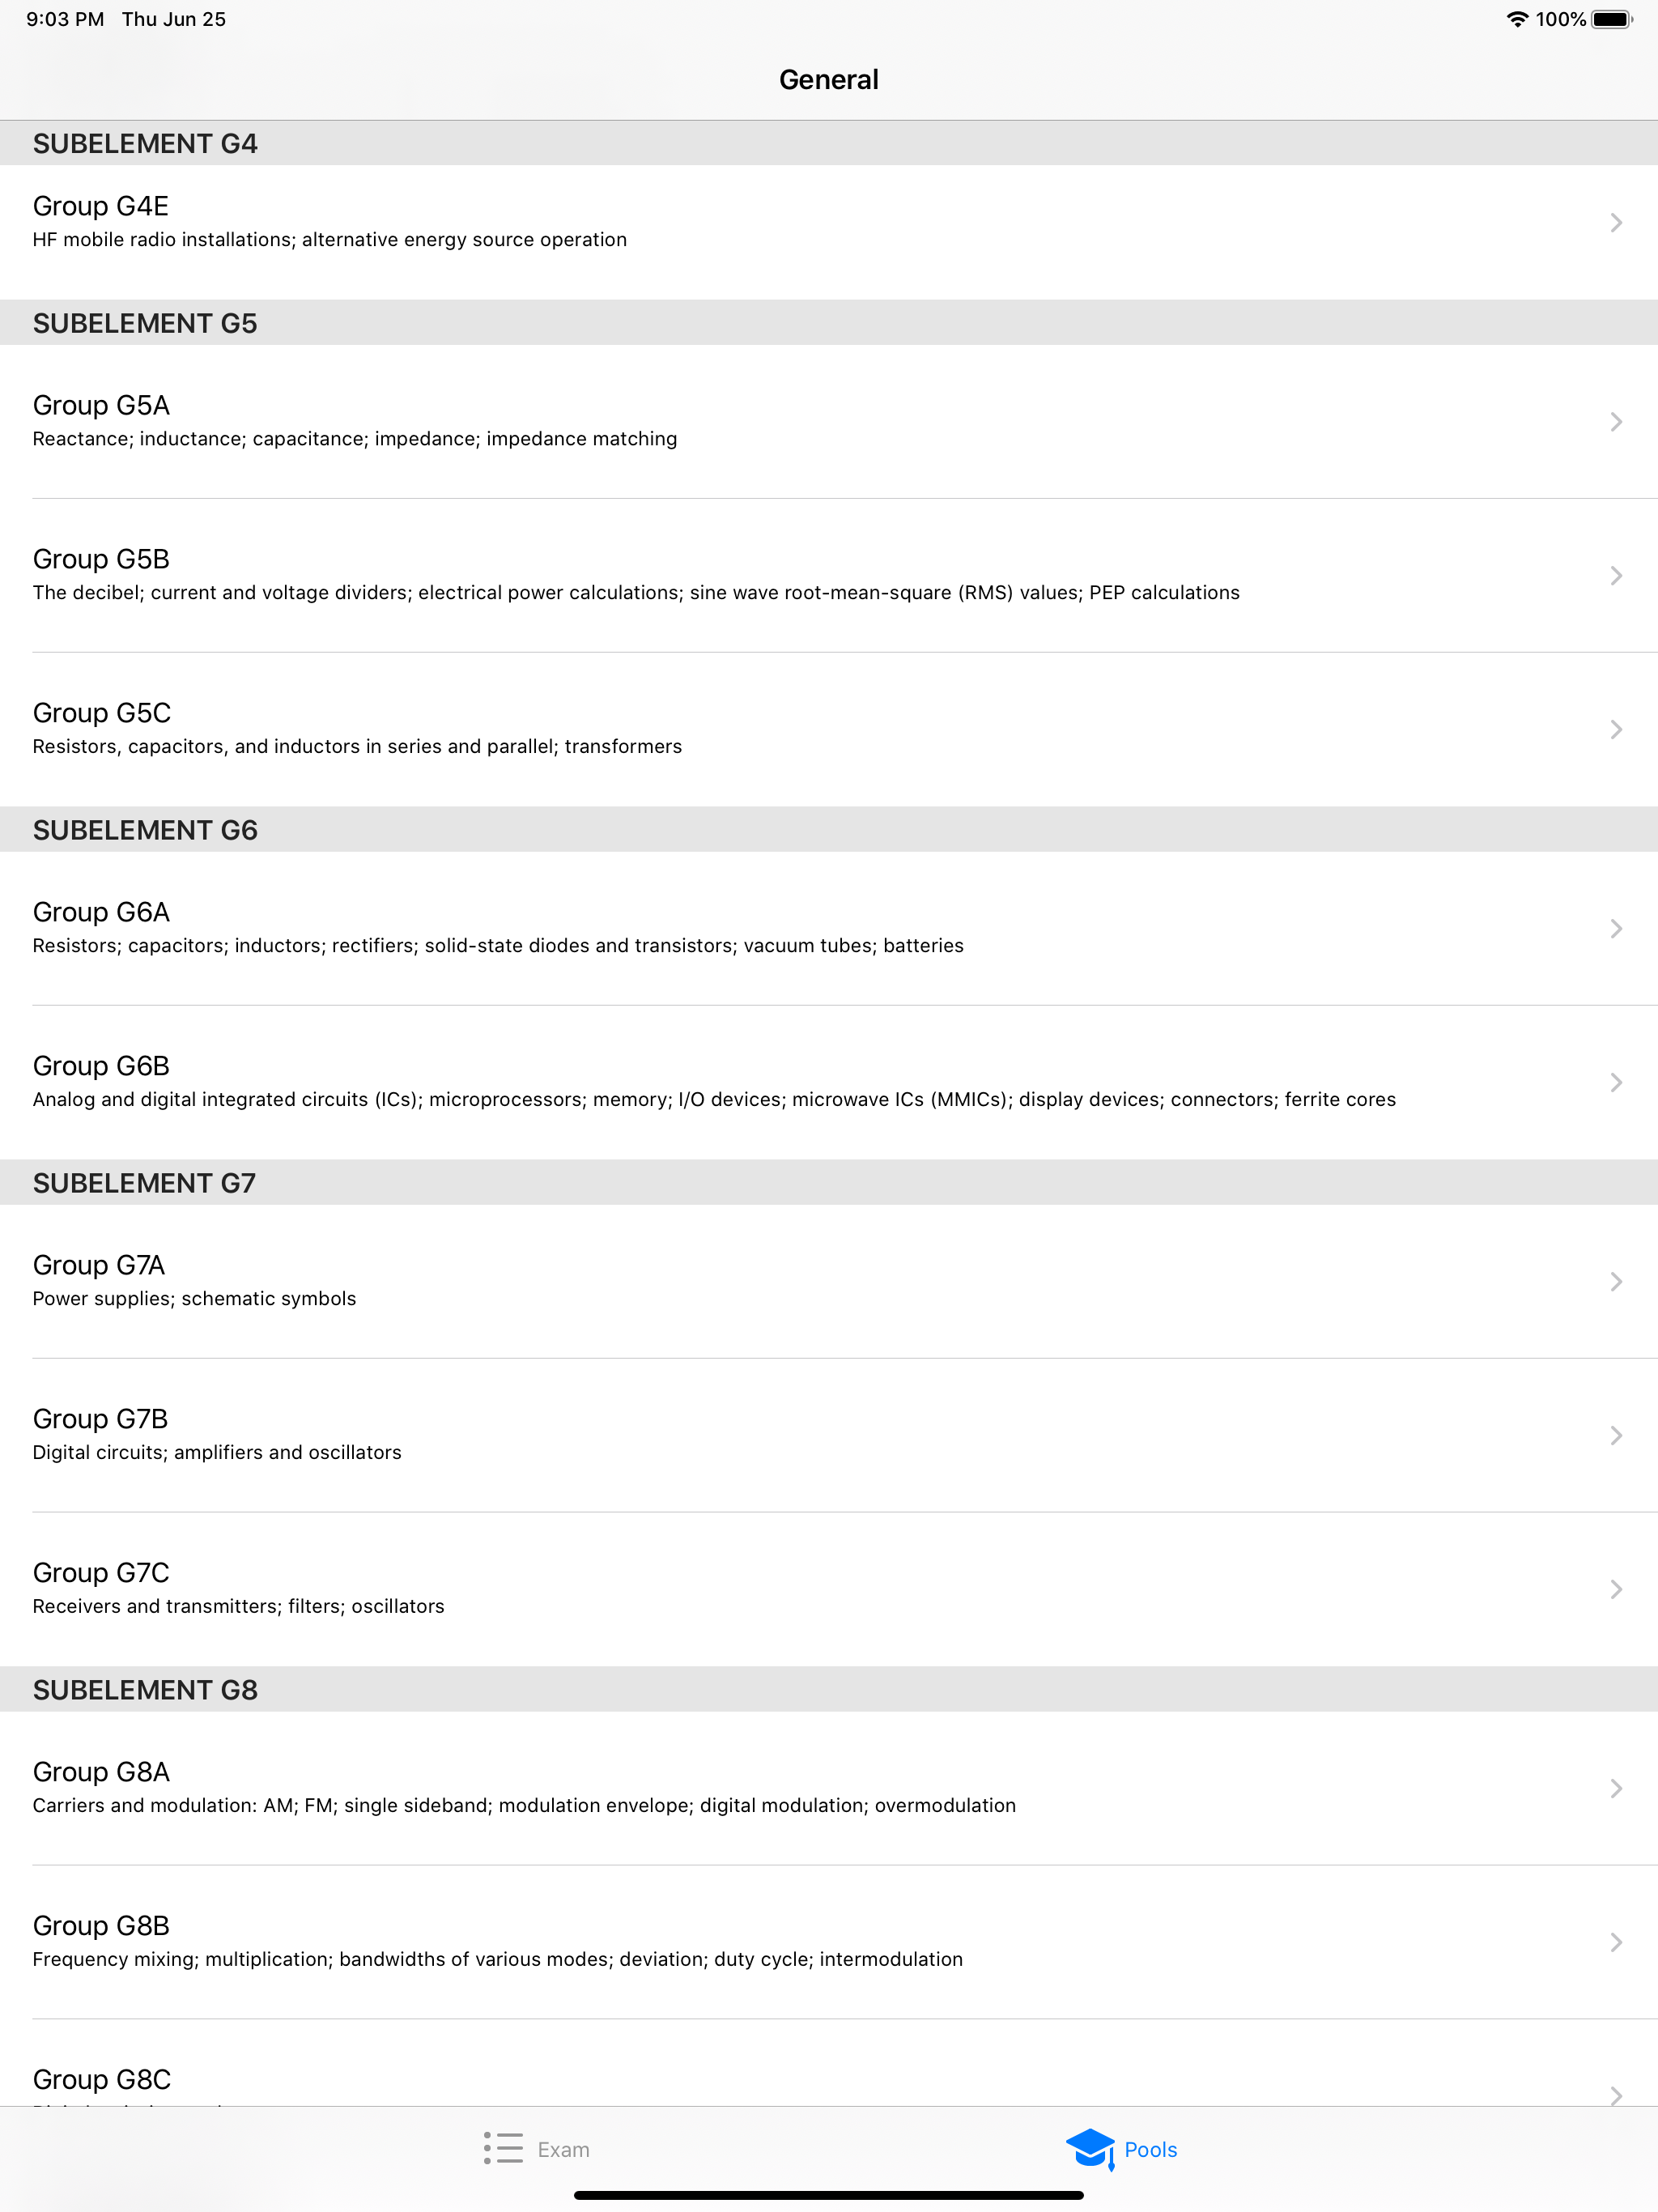 9:03 PM Thu Jun 25
100%
General
SUBELEMENT G4
Group G4E
HF mobile radio installations; alternative energy source operation
SUBELEMENT G5
Group G5A
Reactance; inductance; capacitance; impedance; impedance matching
Group G5B
The decibel; current and voltage dividers; electrical power calculations; sine wave root-mean-square (RMS) values; PEP calculations
Group G5C
Resistors, capacitors, and inductors in series and parallel; transformers
SUBELEMENT G6
Group G6A
Resistors; capacitors; inductors; rectifiers; solid-state diodes and transistors; vacuum tubes; batteries
Group G6B
Analog and digital integrated circuits (ICs); microprocessors; memory; I/O devices; microwave ICs (MMICs); display devices; connectors; ferrite cores
SUBELEMENT G7
Group G7A
Power supplies; schematic symbols
Group G7B
Digital circuits; amplifiers and oscillators
Group G7C
Receivers and transmitters; filters; oscillators
SUBELEMENT G8
Group G8A
Carriers and modulation: AM; FM; single sideband; modulation envelope; digital modulation; overmodulation
Group G8B
Frequency mixing; multiplication; bandwidths of various modes; deviation; duty cycle; intermodulation
Group G8C
Exam
Pools